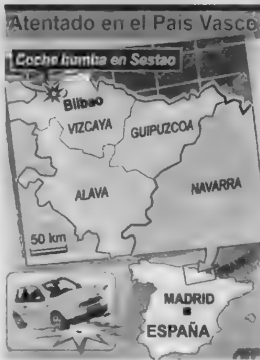 Atentado en el Pais Vasco
Coche bomba en Sestao
Bilbao
VIZCAYA
GUIPUZCOA
ALAVA
NAVARRA
50 km
MADRID
ESPAÑA